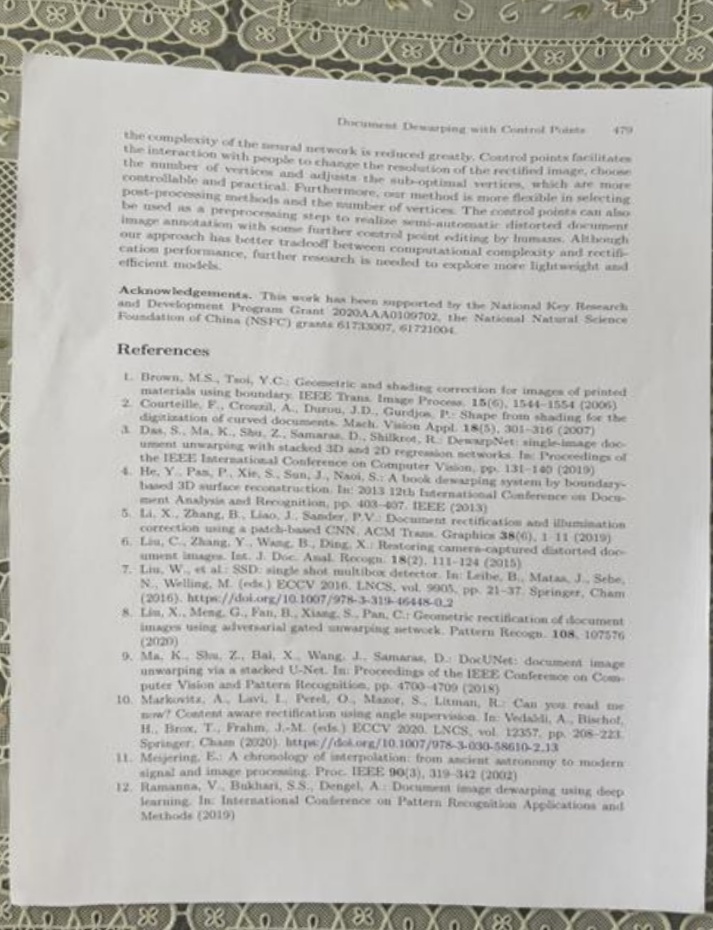 Document Dewarping with Control Points 479
the complexity of the neural network is reduced greatly. Control points facilitates
the interaction with people to change the resolution of the rectified image, choose
the number of vertices and adjusts the sub-optimal vertices, which are more
controllable and practical. Furthermore, our method is more flexible in selecting
post-processing methods and the number of vertices. The control points can also
be used as a preprocessing step to realize semi-automatic distorted document
image annotation with some further control point editing by humans. Although
our approach has better tradeoff between computational complexity and rectifi-
cation performance, further research is needed to explore more lightweight and
efficient models.
Acknowledgements. This work has been supported by the National Key Research
and Development Program Grant 2020AAA0109702, the National Natural Science
Foundation of China (NSFC) grants 61733007, 61721004.
References
1. Brown, M.S., Tsoi, Y.C.: Geometric and shading correction for images of printed
materials using boundary. IEEE Trans. Image Process. 15(6), 1544–1554 (2006)
2. Courteille, F., Crouzil, A., Durou, J.D., Gurdjos, P.: Shape from shading for the
digitization of curved documents. Mach. Vision Appl. 18(5), 301–316 (2007)
3. Das, S., Ma, K., Shu, Z., Samaras, D., Shilkrot, R.: DewarpNet: single-image doc-
ument unwarping with stacked 3D and 2D regression networks. In: Proceedings of
the IEEE International Conference on Computer Vision, pp. 131–140 (2019)
4. He, Y., Pan, P., Xie, S., Sun, J., Naoi, S.: A book dewarping system by boundary-
based 3D surface reconstruction. In: 2013 12th International Conference on Docu-
ment Analysis and Recognition, pp. 403–407. IEEE (2013)
5. Li, X., Zhang, B., Liao, J., Sander, P.V.: Document rectification and illumination
correction using a patch-based CNN. ACM Trans. Graphics 38(6), 1–11 (2019)
6. Liu, C., Zhang, Y., Wang, B., Ding, X.: Restoring camera-captured distorted doc-
ument images. Int. J. Doc. Anal. Recogn. 18(2), 111–124 (2015)
7. Liu, W., et al.: SSD: single shot multibox detector. In: Leibe, B., Matas, J., Sebe,
N., Welling, M. (eds.) ECCV 2016. LNCS, vol. 9905, pp. 21–37. Springer, Cham
(2016). https://doi.org/10.1007/978-3-319-46448-0_2
8. Liu, X., Meng, G., Fan, B., Xiang, S., Pan, C.: Geometric rectification of document
images using adversarial gated unwarping network. Pattern Recogn. 108, 107576
(2020)
9. Ma, K., Shu, Z., Bai, X., Wang, J., Samaras, D.: DocUNet: document image
unwarping via a stacked U-Net. In: Proceedings of the IEEE Conference on Com-
puter Vision and Pattern Recognition, pp. 4700–4709 (2018)
10. Markovitz, A., Lavi, I., Perel, O., Mazor, S., Litman, R.: Can you read me
now? Content aware rectification using angle supervision. In: Vedaldi, A., Bischof,
H., Brox, T., Frahm, J.-M. (eds.) ECCV 2020. LNCS, vol. 12357, pp. 208–223.
Springer, Cham (2020). https://doi.org/10.1007/978-3-030-58610-2_13
11. Meijering, E.: A chronology of interpolation: from ancient astronomy to modern
signal and image processing. Proc. IEEE 90(3), 319–342 (2002)
12. Ramanna, V., Bukhari, S.S., Dengel, A.: Document image dewarping using deep
learning. In: International Conference on Pattern Recognition Applications and
Methods (2019)